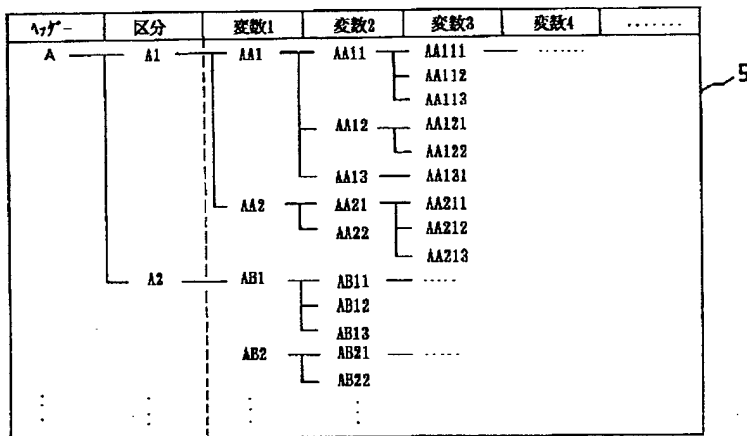 ヘッダー 区分 変数1 変数2 変数3 変数4 ‥‥‥
A A1 AA1 AA11 AA111 ‥‥‥
AA112
AA113
AA12 AA121
AA122
AA13 AA131
AA2 AA21 AA211
AA22 AA212
AA213
A2 AB1 AB11 ‥‥‥
AB12
AB13
AB2 AB21 ‥‥‥
AB22
5